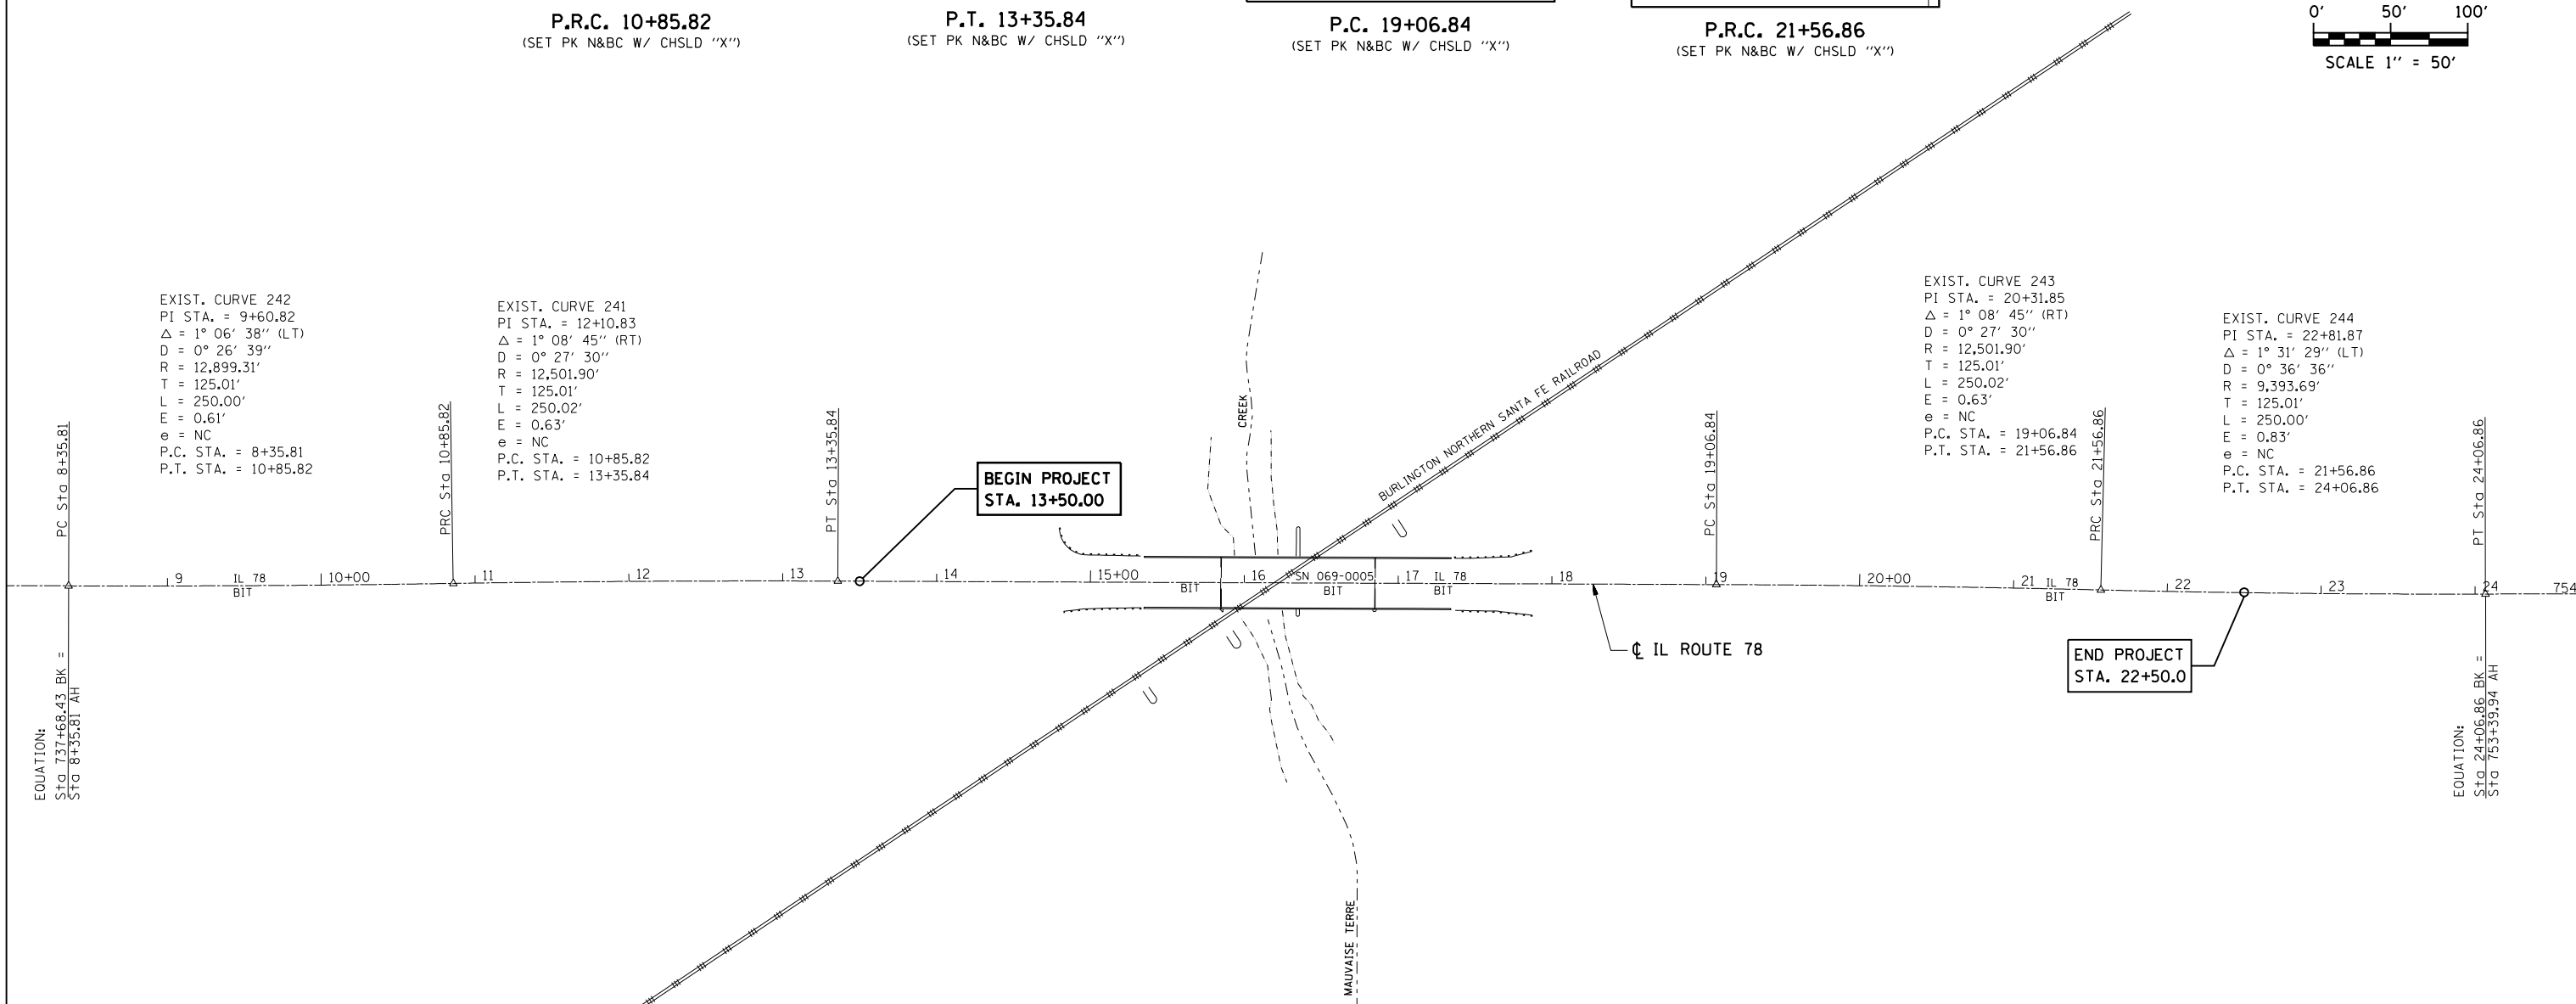 P.R.C. 10+85.82
(SET PK N&BC W/ CHSLD "X")
P.T. 13+35.84
(SET PK N&BC W/ CHSLD "X")
P.C. 19+06.84
(SET PK N&BC W/ CHSLD "X")
P.R.C. 21+56.86
(SET PK N&BC W/ CHSLD "X")
0' 50' 100'
SCALE 1" = 50'
EXIST. CURVE 242
PI STA. = 9+60.82
Δ = 1° 06' 38" (LT)
D = 0° 26' 39"
R = 12,899.31'
T = 125.01'
L = 250.00'
E = 0.61'
e = NC
P.C. STA. = 8+35.81
P.T. STA. = 10+85.82
EXIST. CURVE 241
PI STA. = 12+10.83
Δ = 1° 08' 45" (RT)
D = 0° 27' 30"
R = 12,501.90'
T = 125.01'
L = 250.02'
E = 0.63'
e = NC
P.C. STA. = 10+85.82
P.T. STA. = 13+35.84
EXIST. CURVE 243
PI STA. = 20+31.85
Δ = 1° 08' 45" (RT)
D = 0° 27' 30"
R = 12,501.90'
T = 125.01'
L = 250.02'
E = 0.63'
e = NC
P.C. STA. = 19+06.84
P.T. STA. = 21+56.86
EXIST. CURVE 244
PI STA. = 22+81.87
Δ = 1° 31' 29" (LT)
D = 0° 36' 36"
R = 9,393.69'
T = 125.01'
L = 250.00'
E = 0.83'
e = NC
P.C. STA. = 21+56.86
P.T. STA. = 24+06.86
PC Sta 8+35.81
PRC Sta 10+85.82
PT Sta 13+35.84
BEGIN PROJECT
STA. 13+50.00
CREEK
BURLINGTON NORTHERN SANTA FE RAILROAD
PC Sta 19+06.84
PRC Sta 21+56.86
PT Sta 24+06.86
9 IL 78 10+00 11 12 13 14 15+00 16 SN 069-0005 17 IL 78 18 19 20+00 21 IL 78 22 23 24 754
BIT BIT BIT BIT BIT
℄ IL ROUTE 78
END PROJECT
STA. 22+50.0
EQUATION:
Sta 737+68.43 BK =
Sta 8+35.81 AH
EQUATION:
Sta 24+06.86 BK =
Sta 753+39.94 AH
MAUVAISE TERRE